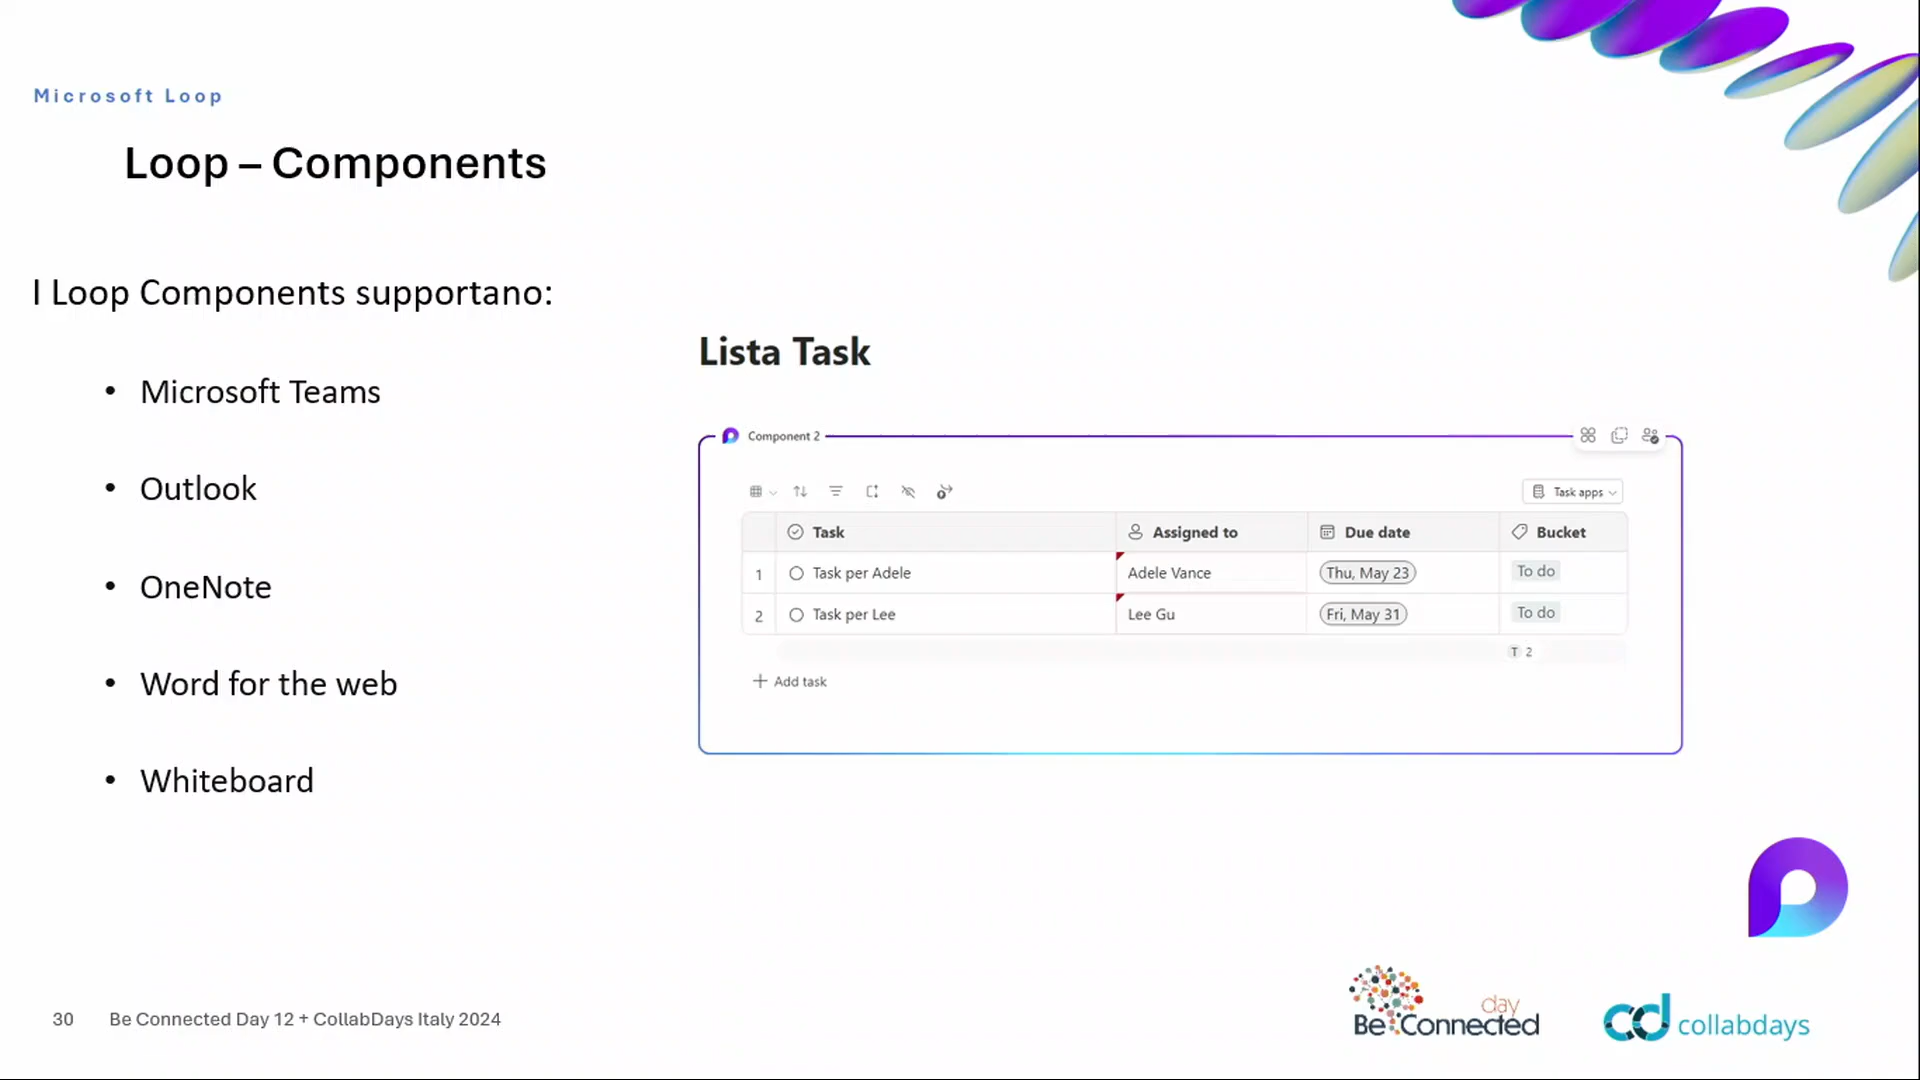 Microsoft Loop
Loop – Components
I Loop Components supportano:
• Microsoft Teams
• Outlook
• OneNote
• Word for the web
• Whiteboard
Lista Task
Component 2
Task apps
Task Assigned to Due date Bucket
1 Task per Adele Adele Vance Thu, May 23 To do
2 Task per Lee Lee Gu Fri, May 31 To do
T 2
+ Add task
30 Be Connected Day 12 + CollabDays Italy 2024
day
Be Connected
cd collabdays